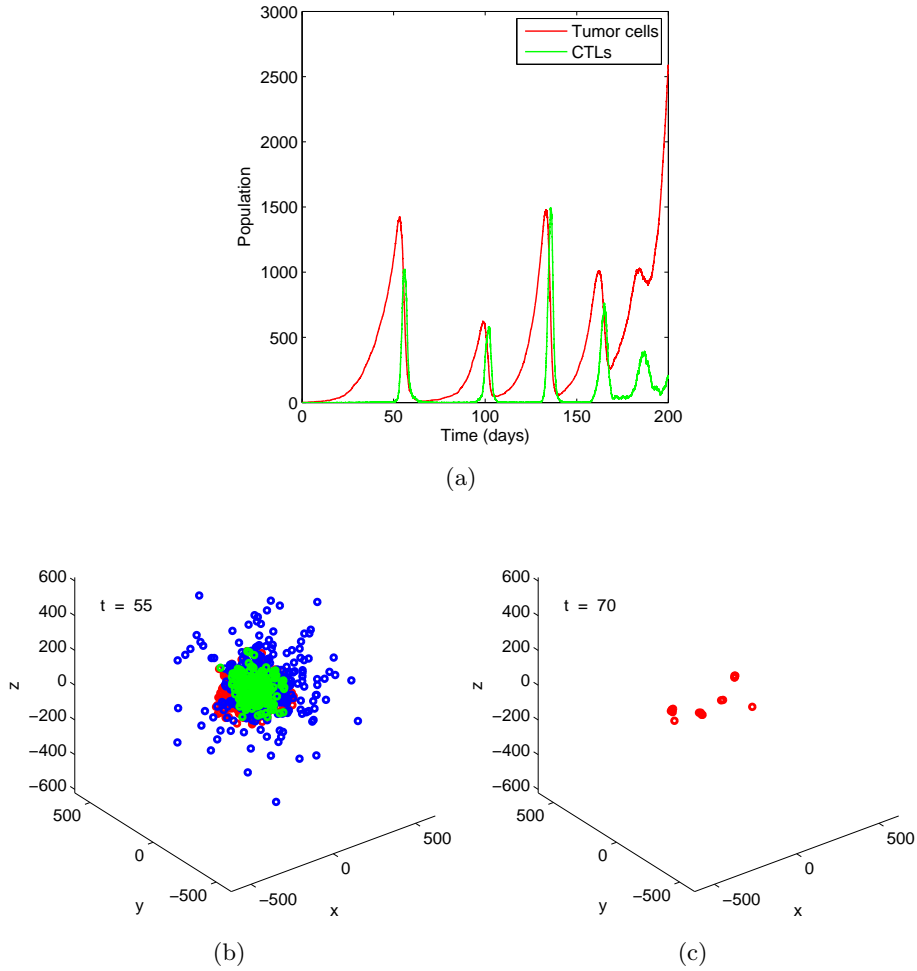 3000
Tumor cells
CTLs
2500
2000
1500
1000
500
0
Population
0 50 100 150 200
Time (days)
(a)
600
400
200
0
−200
−400
−600
z
t = 55
500
0
−500
y
−500
0
500
x
(b)
600
400
200
0
−200
−400
−600
z
t = 70
500
0
−500
y
−500
0
500
x
(c)